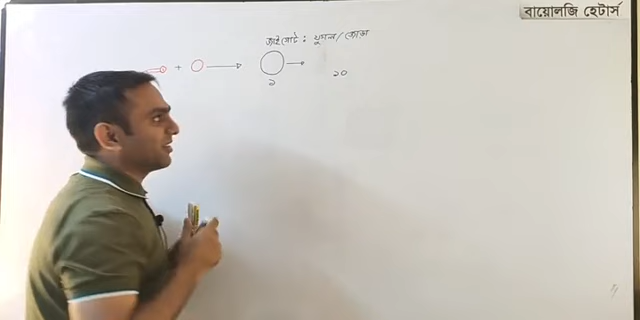 বায়োলজি হেটার্স
জাইগোট : যুগল / জোড়া
+
১
১০